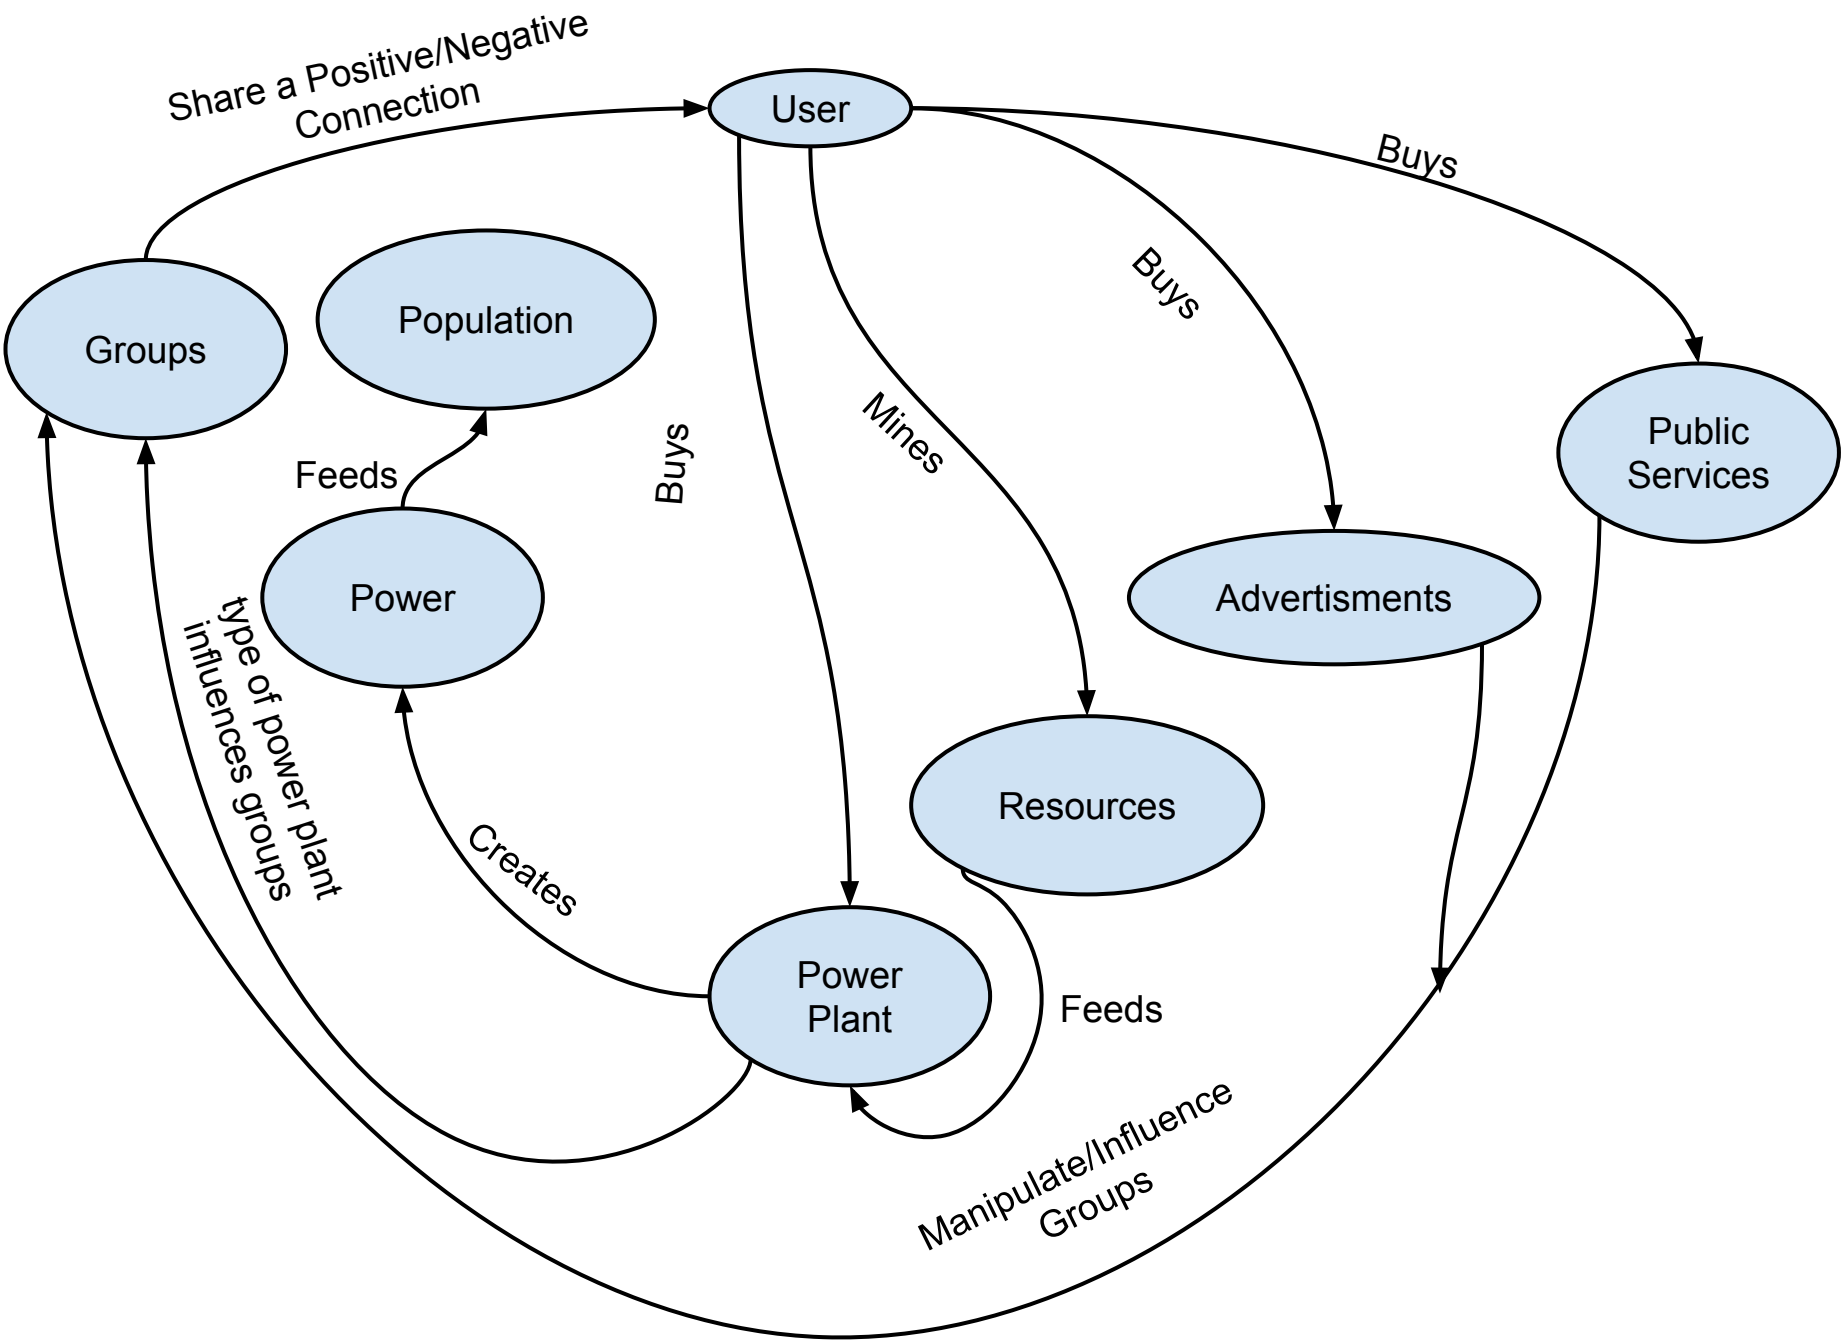 Share a Positive/Negative
Connection
User
Buys
Buys
Groups
Population
Buys
Mines
Public
Services
Feeds
Power
Advertisments
type of power plant
influences groups
Resources
Creates
Power
Plant
Feeds
Manipulate/Influence
Groups